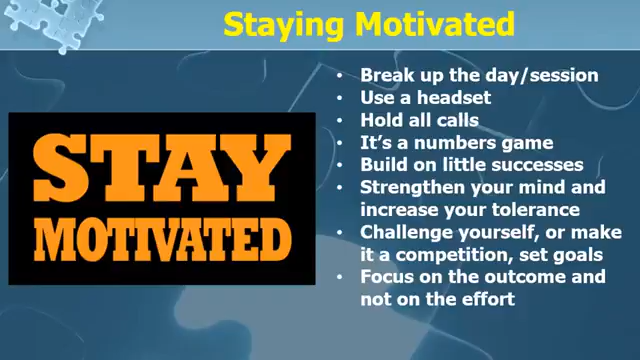 Staying Motivated
STAY
MOTIVATED
• Break up the day/session
• Use a headset
• Hold all calls
• It's a numbers game
• Build on little successes
• Strengthen your mind and
increase your tolerance
• Challenge yourself, or make
it a competition, set goals
• Focus on the outcome and
not on the effort